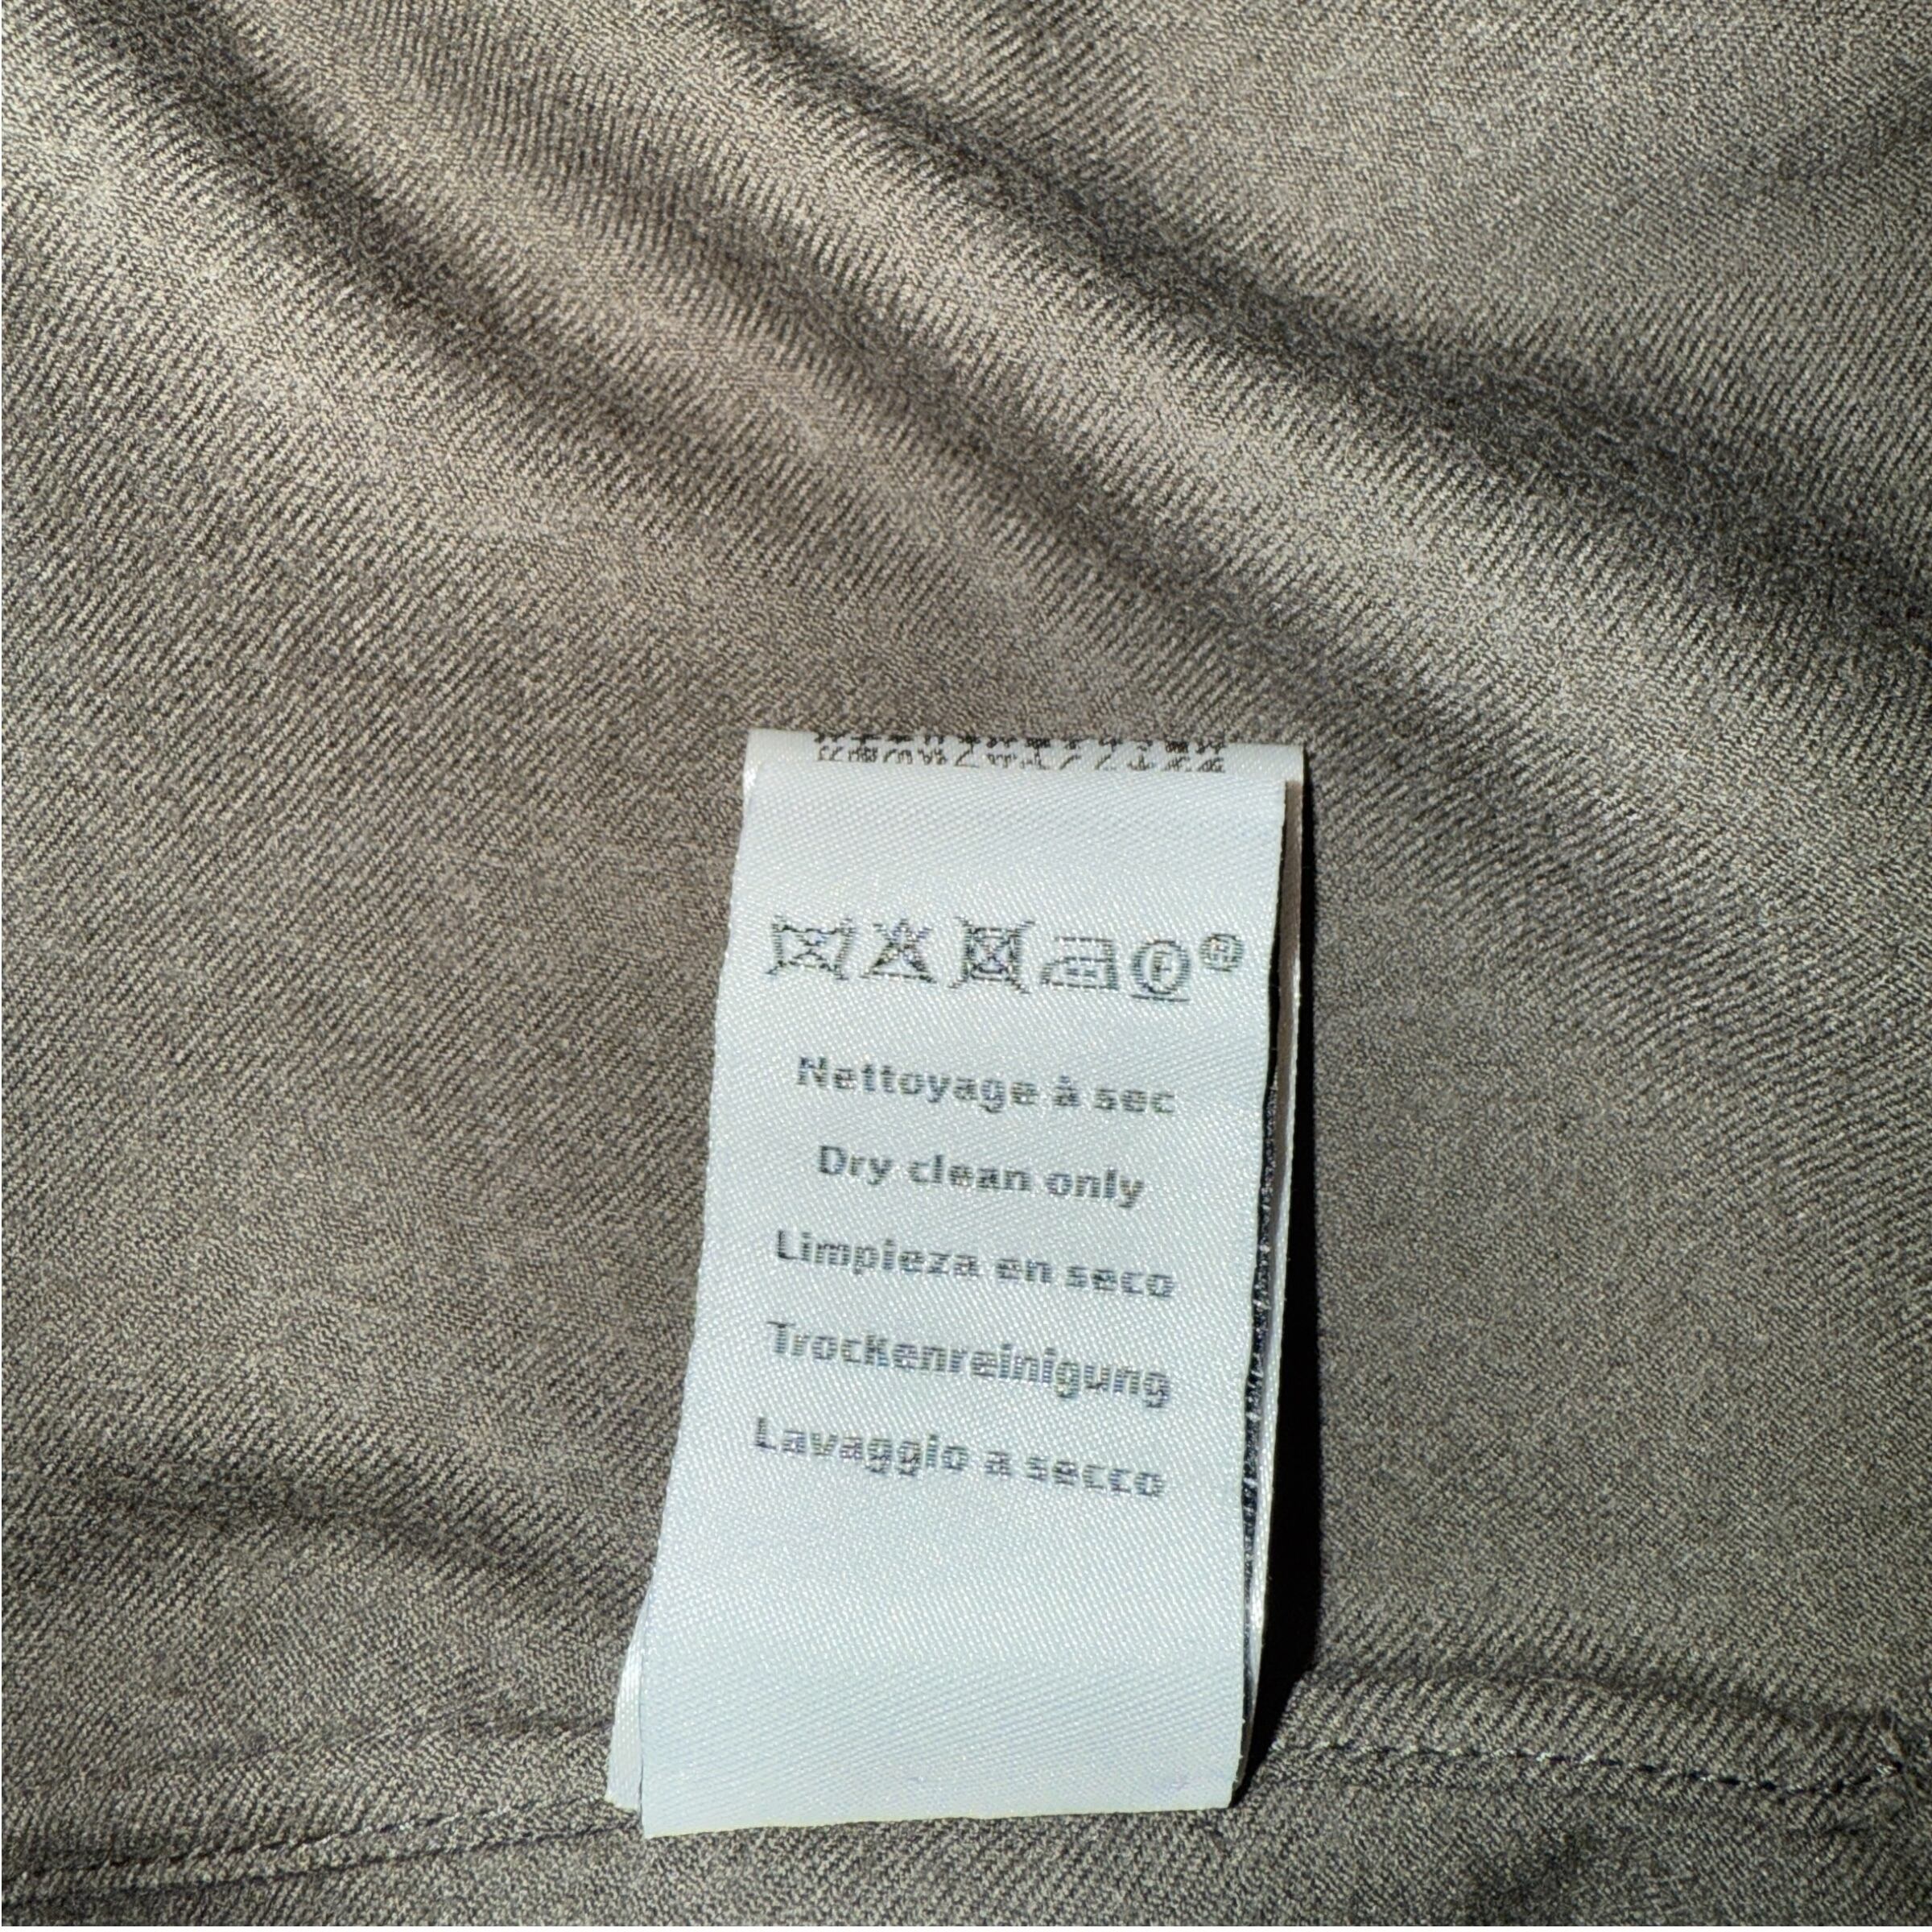 Nettoyage à sec
Dry clean only
Limpieza en seco
Trockenreinigung
Lavaggio a secco